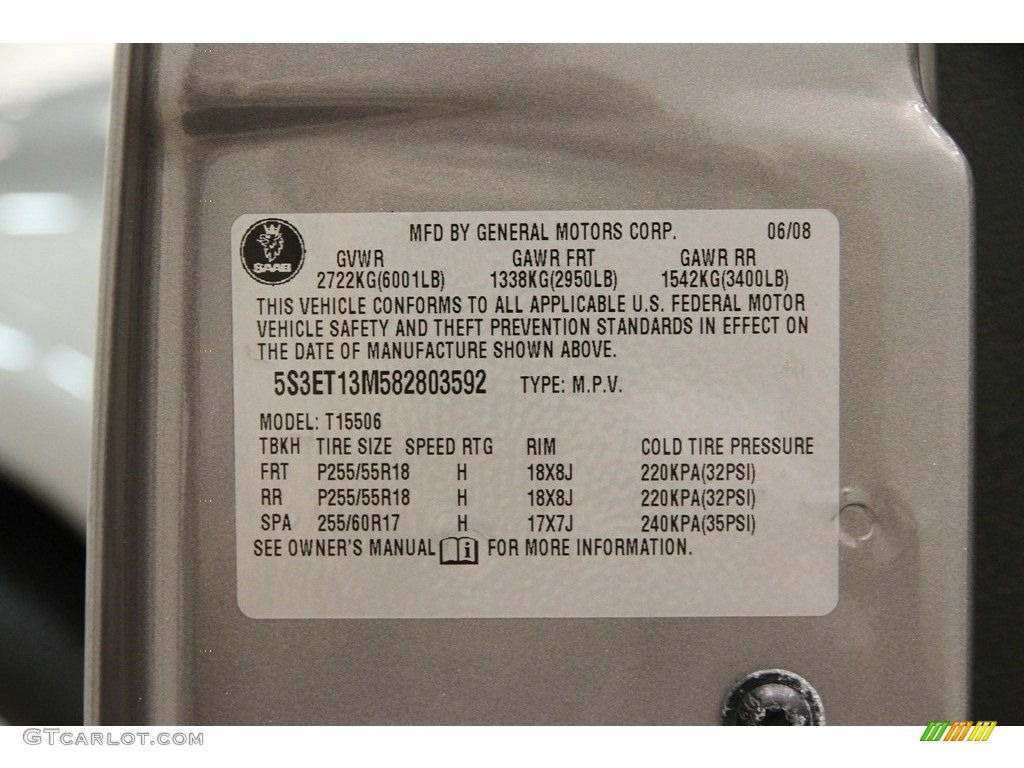 SAAB
MFD BY GENERAL MOTORS CORP. 06/08
GVWR GAWR FRT GAWR RR
2722KG(6001LB) 1338KG(2950LB) 1542KG(3400LB)
THIS VEHICLE CONFORMS TO ALL APPLICABLE U.S. FEDERAL MOTOR
VEHICLE SAFETY AND THEFT PREVENTION STANDARDS IN EFFECT ON
THE DATE OF MANUFACTURE SHOWN ABOVE.
5S3ET13M582803592 TYPE: M.P.V.
MODEL: T15506
TBKH TIRE SIZE SPEED RTG RIM COLD TIRE PRESSURE
FRT P255/55R18 H 18X8J 220KPA(32PSI)
RR P255/55R18 H 18X8J 220KPA(32PSI)
SPA 255/60R17 H 17X7J 240KPA(35PSI)
SEE OWNER'S MANUAL i FOR MORE INFORMATION.
GTCarlot.com